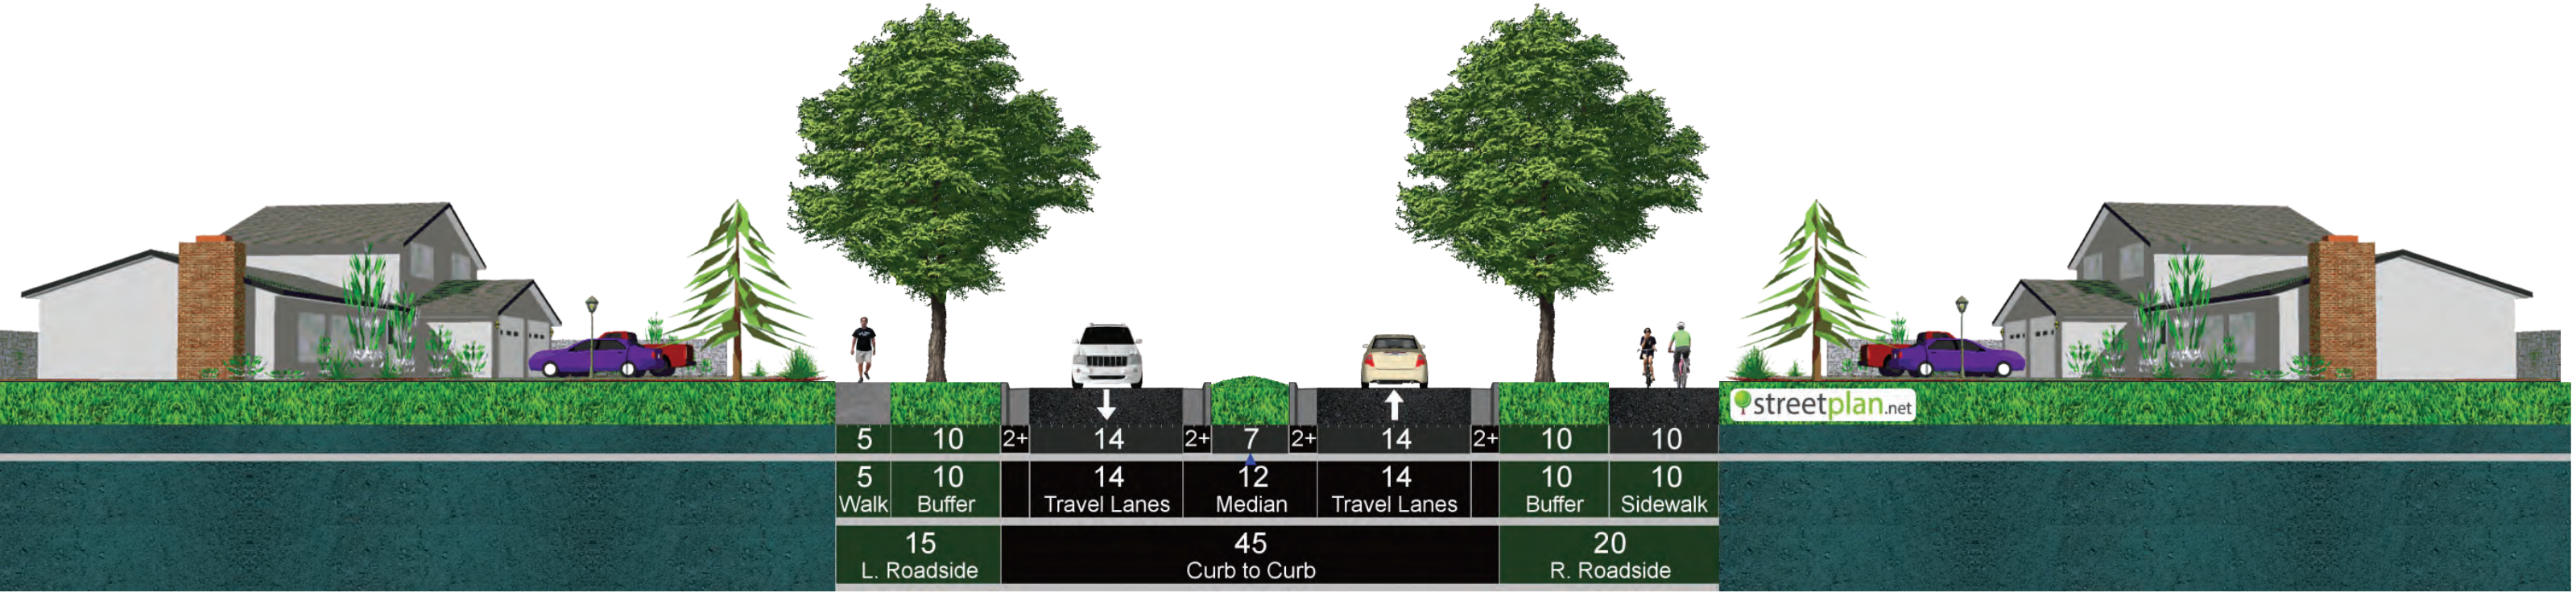 streetplan.net
5 10 2+ 14 2+ 7 2+ 14 2+ 10 10
5 10 14 12 14 10 10
Walk Buffer Travel Lanes Median Travel Lanes Buffer Sidewalk
15 45 20
L. Roadside Curb to Curb R. Roadside